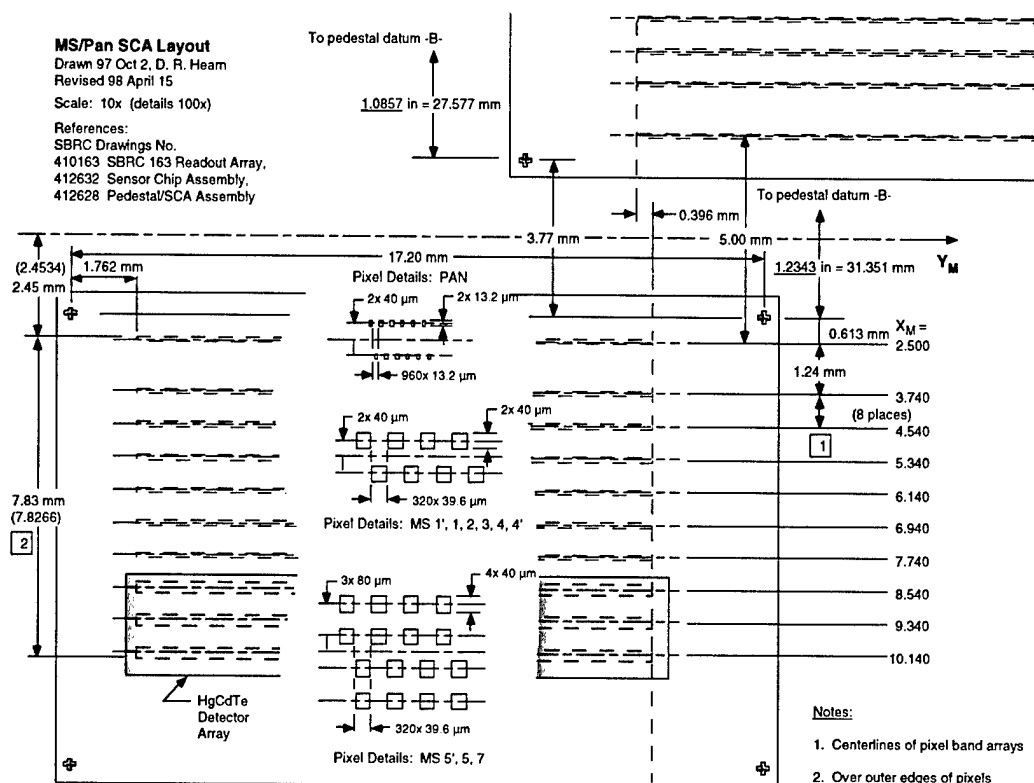 MS/Pan SCA Layout
Drawn 97 Oct 2, D. R. Hearn
Revised 98 April 15
Scale: 10x (details 100x)
References:
SBRC Drawings No.
410163 SBRC 163 Readout Array,
412632 Sensor Chip Assembly,
412628 Pedestal/SCA Assembly
To pedestal datum -B-
1.0857 in = 27.577 mm
To pedestal datum -B-
0.396 mm
3.77 mm
5.00 mm
17.20 mm
Y_M
1.2343 in = 31.351 mm
(2.4534)
2.45 mm
1.762 mm
Pixel Details: PAN
2x 40 µm
2x 13.2 µm
960x 13.2 µm
0.613 mm
X_M =
2.500
1.24 mm
3.740
(8 places)
4.540
1
5.340
6.140
6.940
7.740
8.540
9.340
10.140
2x 40 µm
2x 40 µm
320x 39.6 µm
Pixel Details: MS 1', 1, 2, 3, 4, 4'
7.83 mm
(7.8266)
2
3x 80 µm
4x 40 µm
320x 39.6 µm
Pixel Details: MS 5', 5, 7
HgCdTe
Detector
Array
Notes:
1. Centerlines of pixel band arrays
2. Over outer edges of pixels